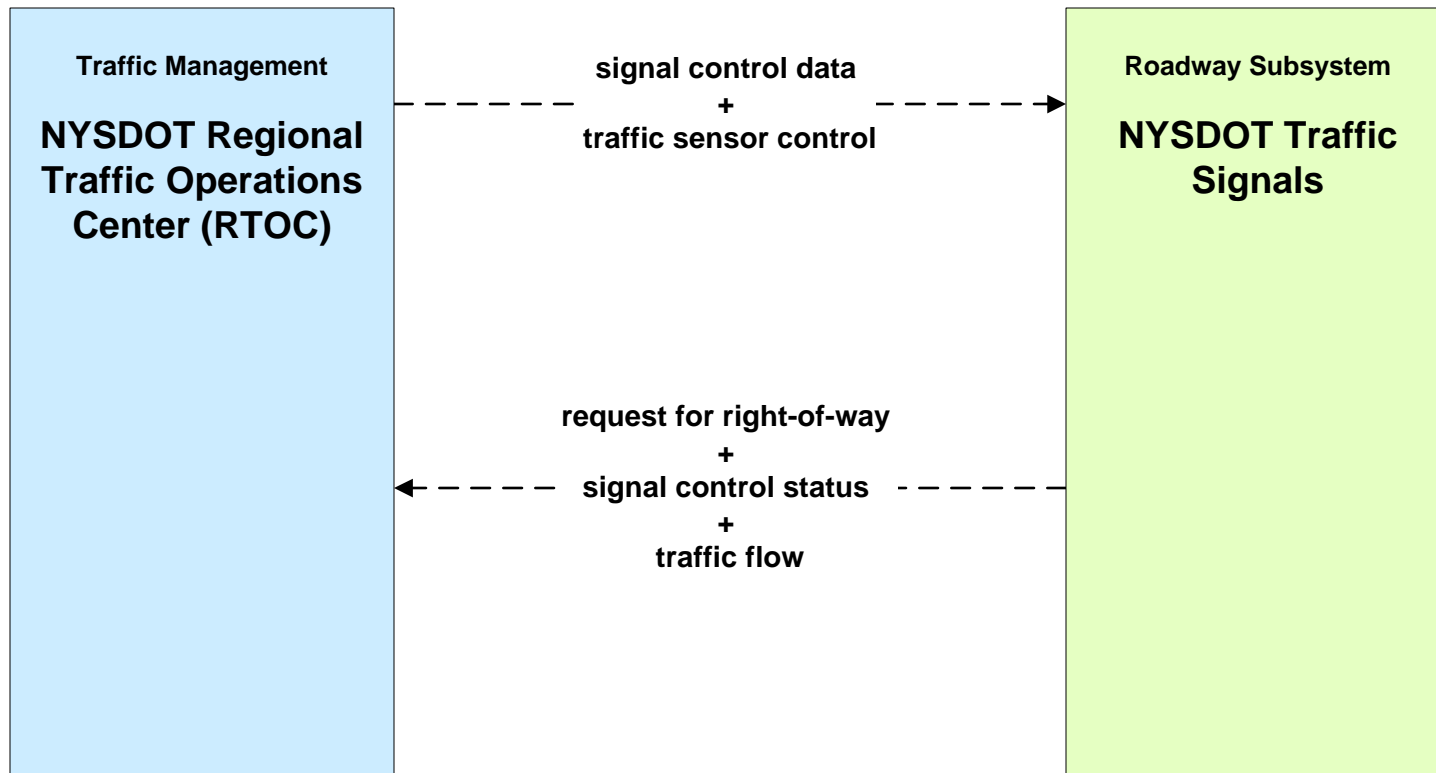 Traffic Management
NYSDOT Regional
Traffic Operations
Center (RTOC)
signal control data
+
traffic sensor control
request for right-of-way
+
signal control status
+
traffic flow
Roadway Subsystem
NYSDOT Traffic
Signals